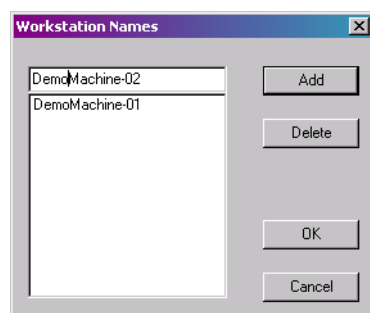 Workstation Names
DemoMachine-02
Add
DemoMachine-01
Delete
OK
Cancel